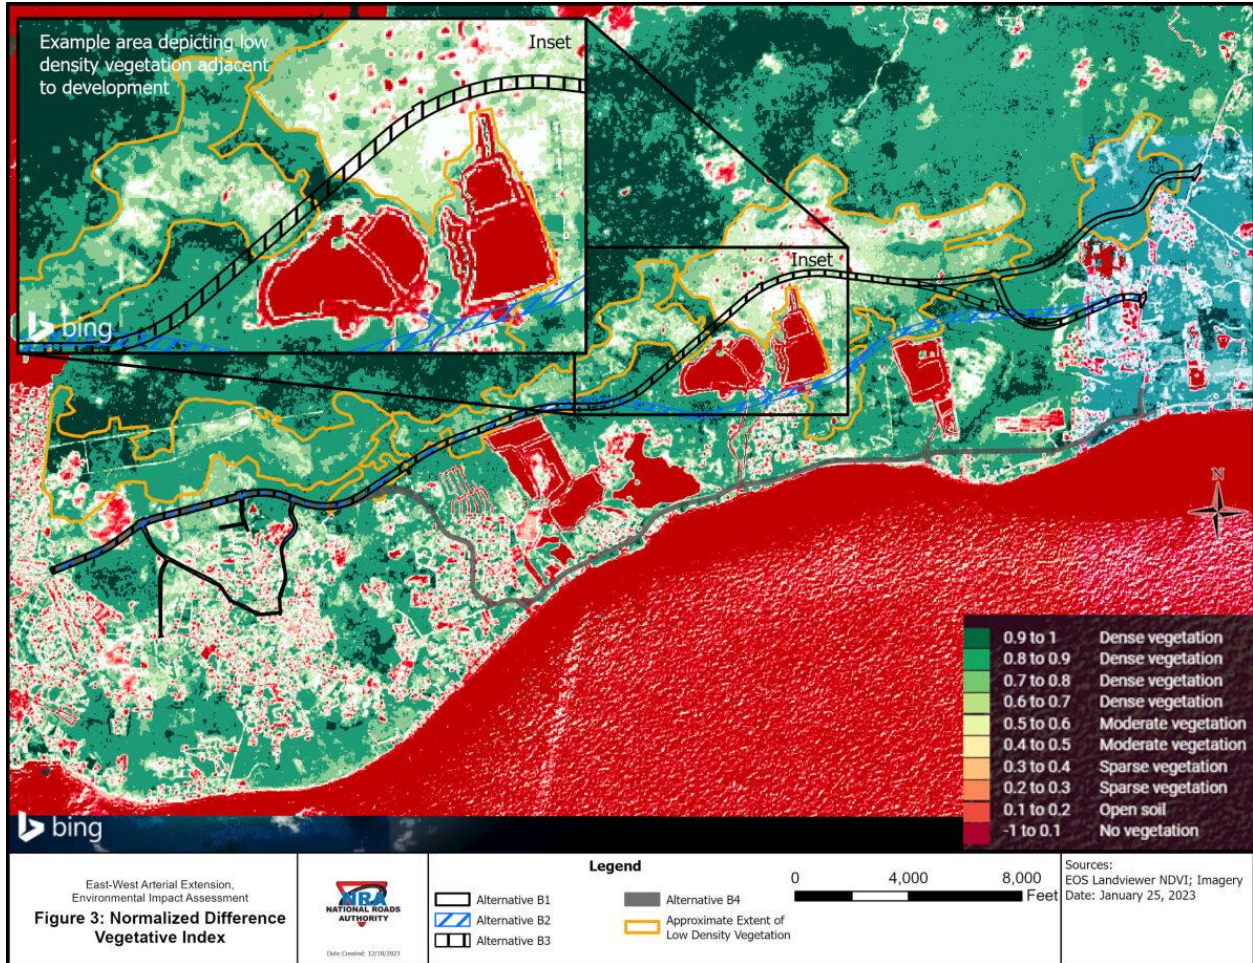 Example area depicting low
density vegetation adjacent
to development
Inset
bing
Inset
N
0.9 to 1 Dense vegetation
0.8 to 0.9 Dense vegetation
0.7 to 0.8 Dense vegetation
0.6 to 0.7 Dense vegetation
0.5 to 0.6 Moderate vegetation
0.4 to 0.5 Moderate vegetation
0.3 to 0.4 Sparse vegetation
0.2 to 0.3 Sparse vegetation
0.1 to 0.2 Open soil
-1 to 0.1 No vegetation
bing
East-West Arterial Extension,
Environmental Impact Assessment
Figure 3: Normalized Difference
Vegetative Index
NRA
NATIONAL ROADS
AUTHORITY
Date Created: 12/18/2023
Legend
Alternative B1
Alternative B2
Alternative B3
Alternative B4
Approximate Extent of
Low Density Vegetation
0 4,000 8,000
Feet
Sources:
EOS Landviewer NDVI; Imagery
Date: January 25, 2023